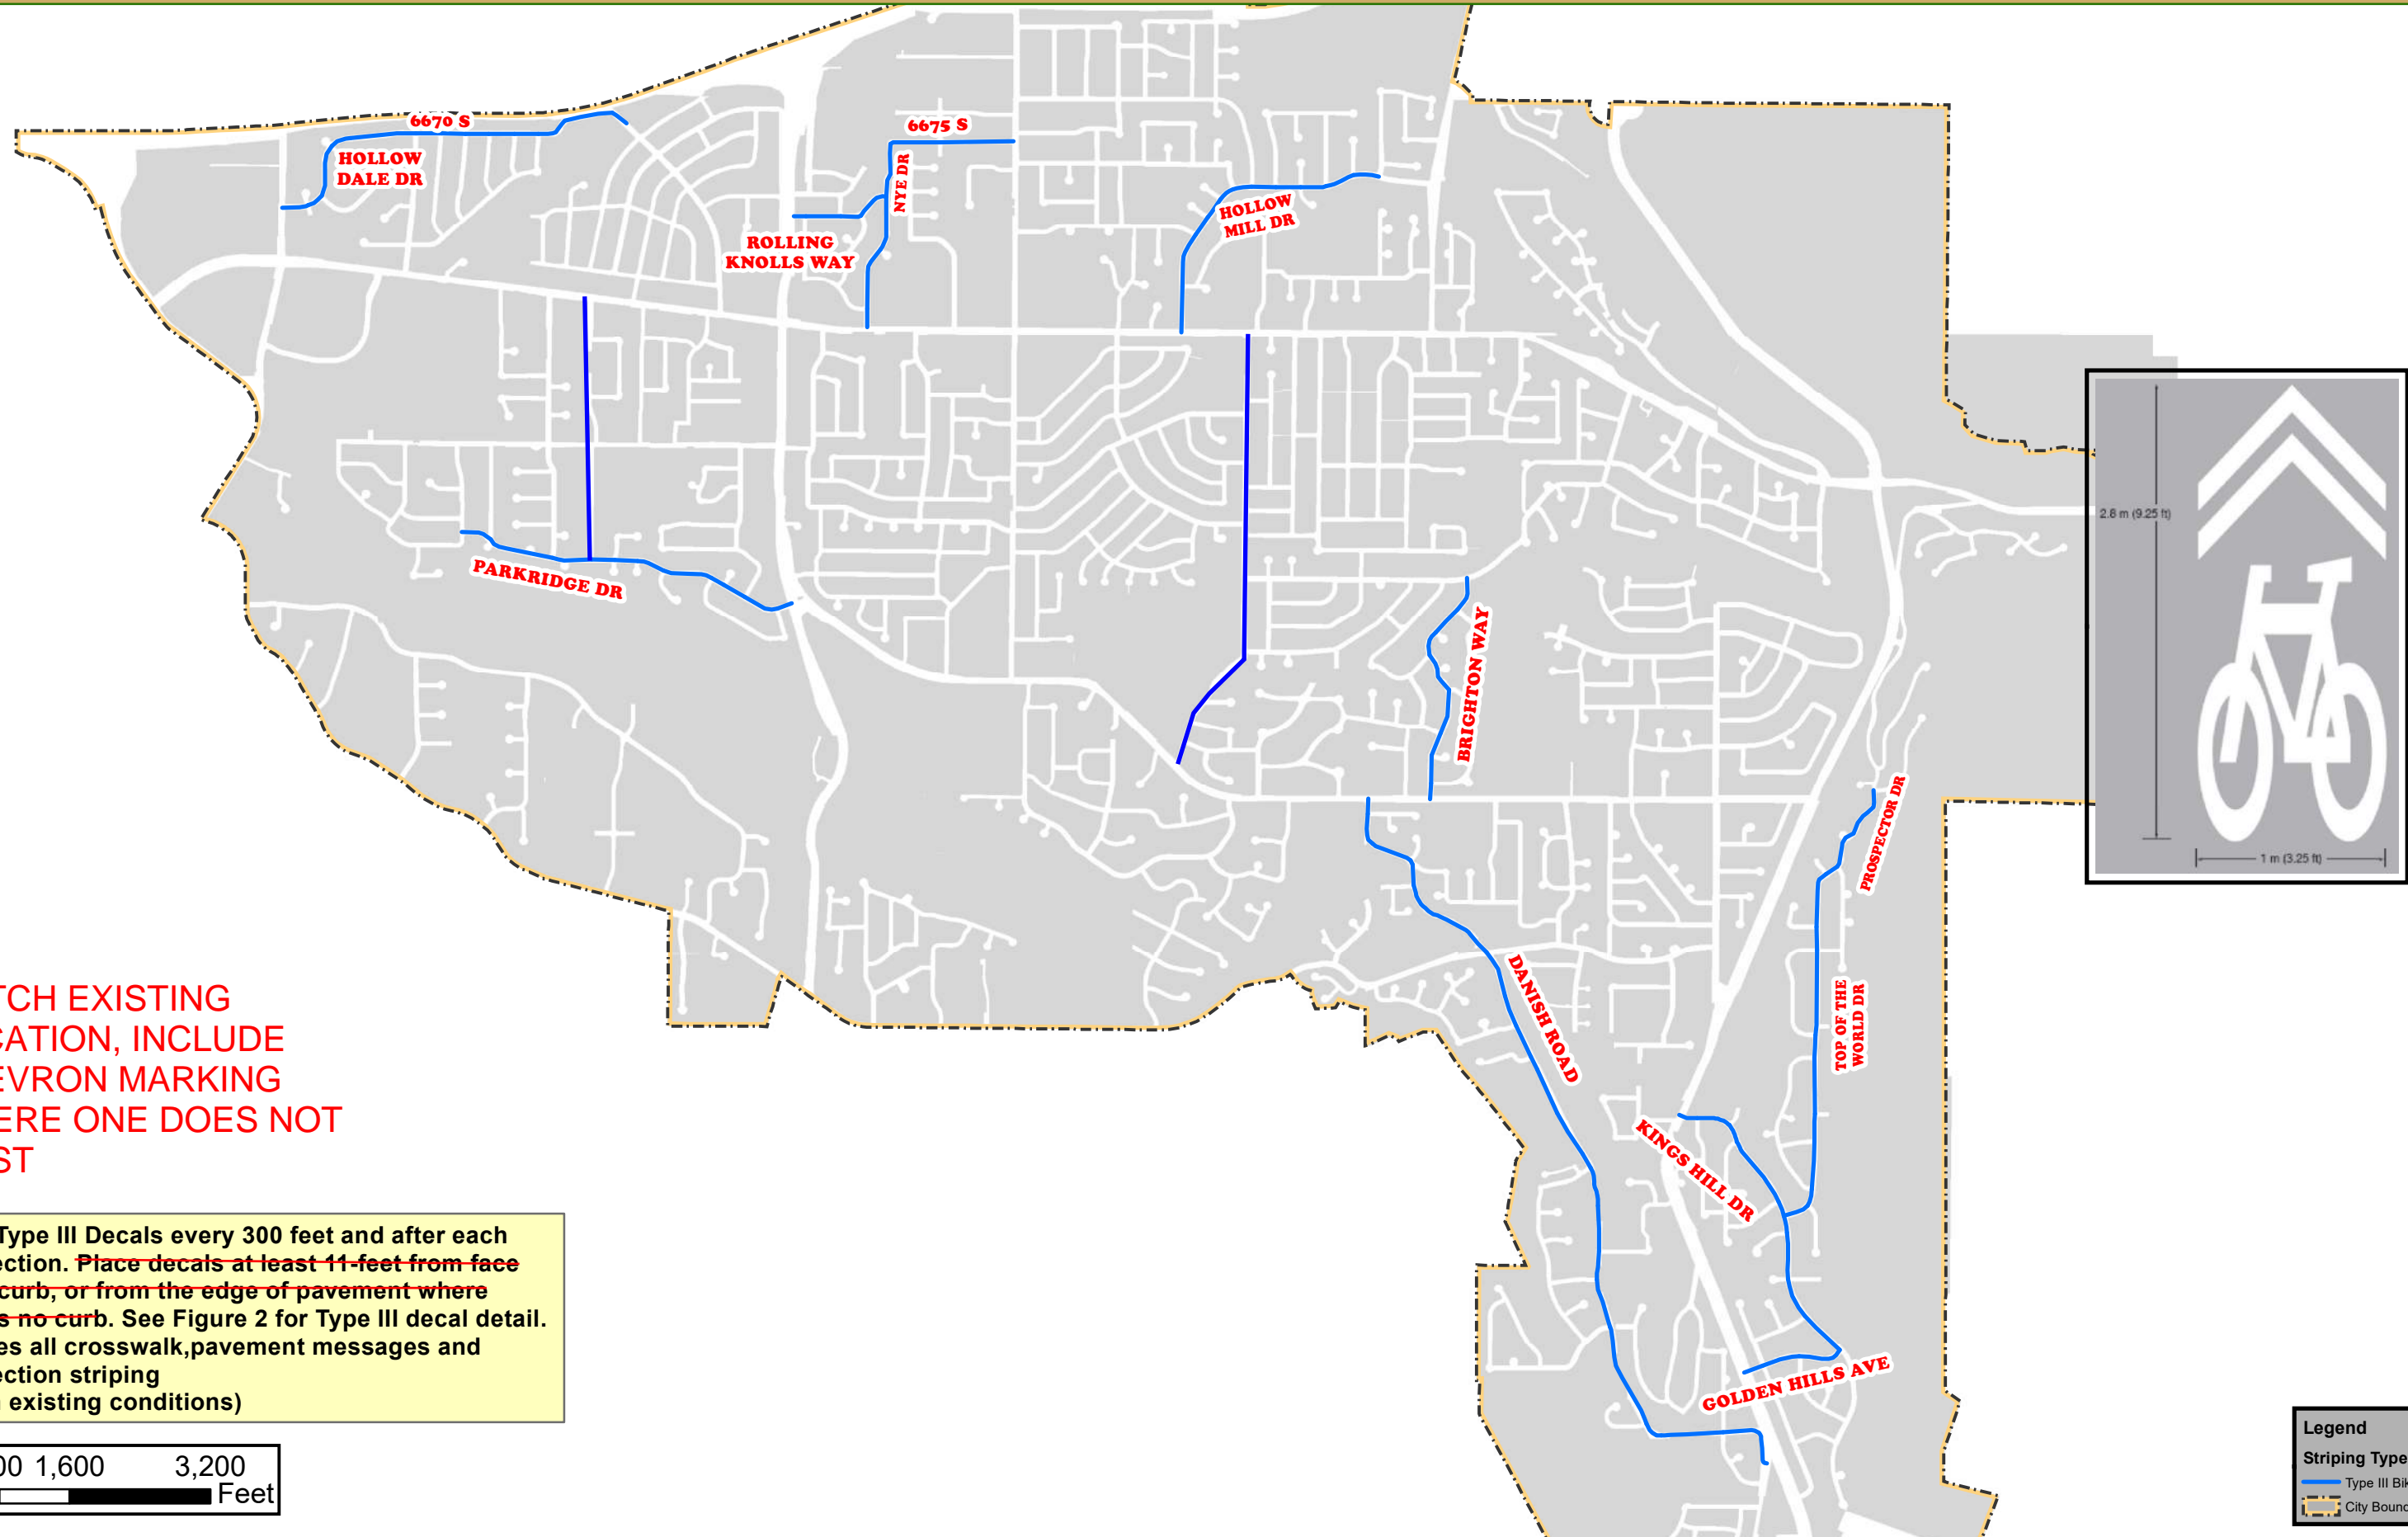 6670 S
6675 S
HOLLOW
DALE DR
NYE DR
HOLLOW
MILL DR
ROLLING
KNOLLS WAY
2.8 m (9.25 ft)
1 m (3.25 ft)
PARKRIDGE DR
BRIGHTON WAY
PROSPECTOR DR
DANISH ROAD
TOP OF THE
WORLD DR
KINGS HILL DR
GOLDEN HILLS AVE
TCH EXISTING
CATION, INCLUDE
EVRON MARKING
ERE ONE DOES NOT
ST
Type III Decals every 300 feet and after each
ection. Place decals at least 11-feet from face
curb, or from the edge of pavement where
s no curb. See Figure 2 for Type III decal detail.
es all crosswalk,pavement messages and
ection striping
existing conditions)
00 1,600 3,200
Feet
Legend
Striping Type
Type III Bik
City Bound